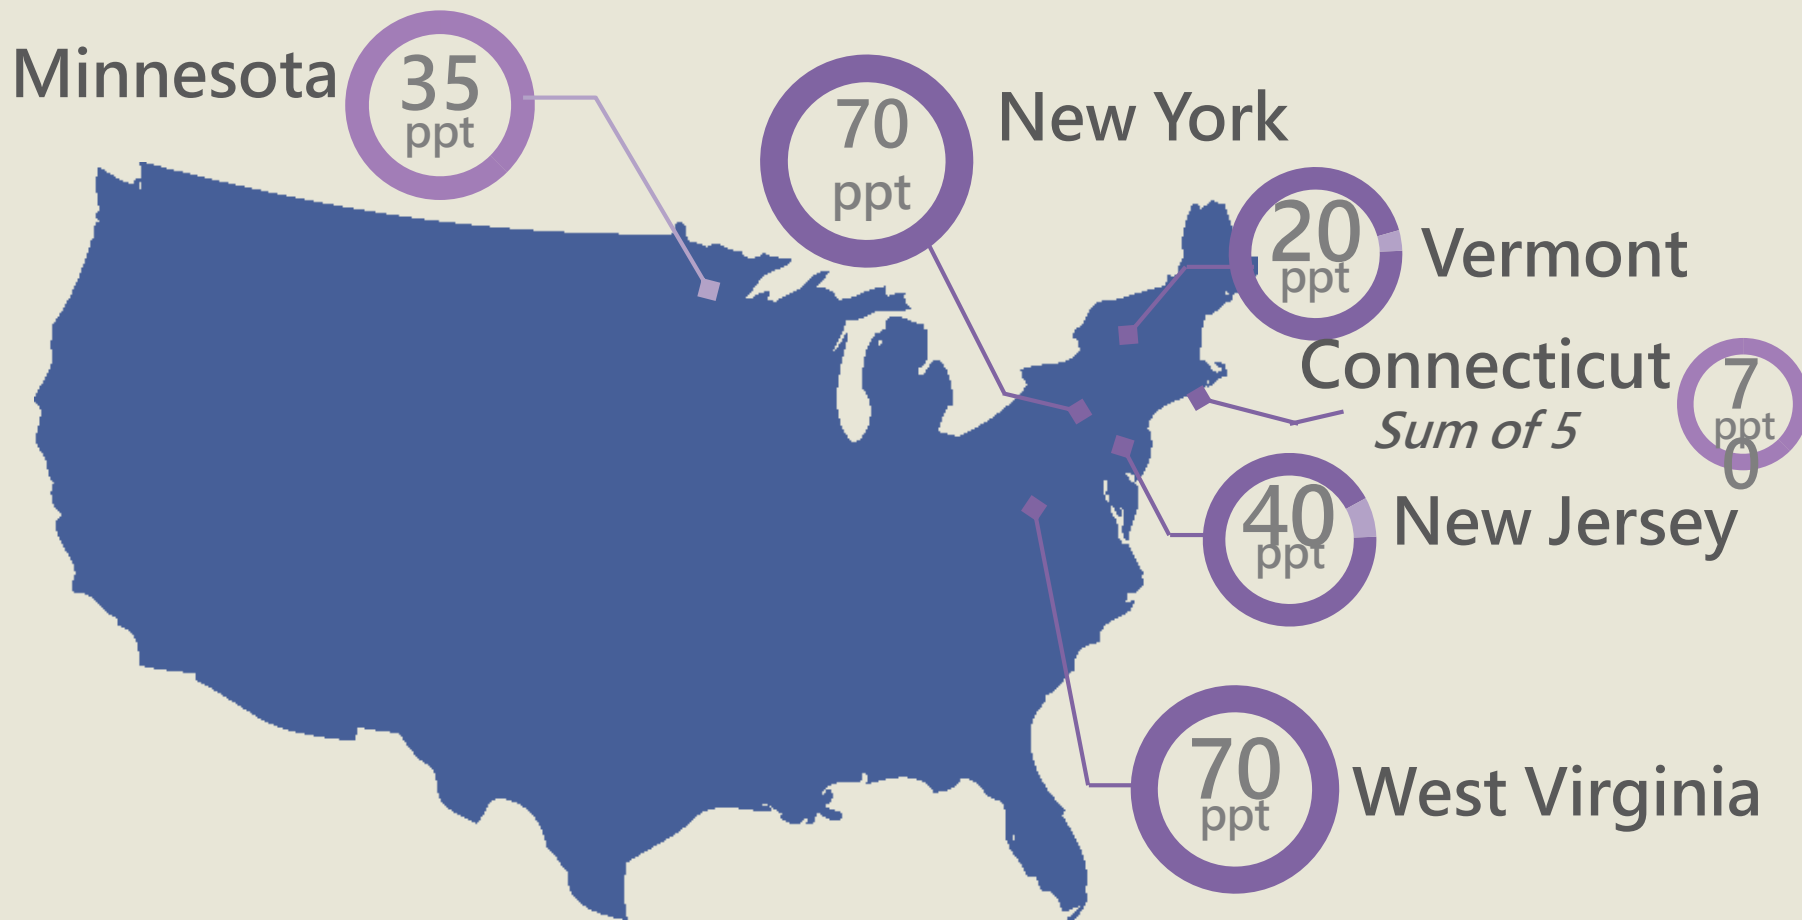 Minnesota
35
ppt
70
ppt
New York
20
ppt
Vermont
Connecticut
Sum of 5
7
ppt
0
40
ppt
New Jersey
70
ppt
West Virginia